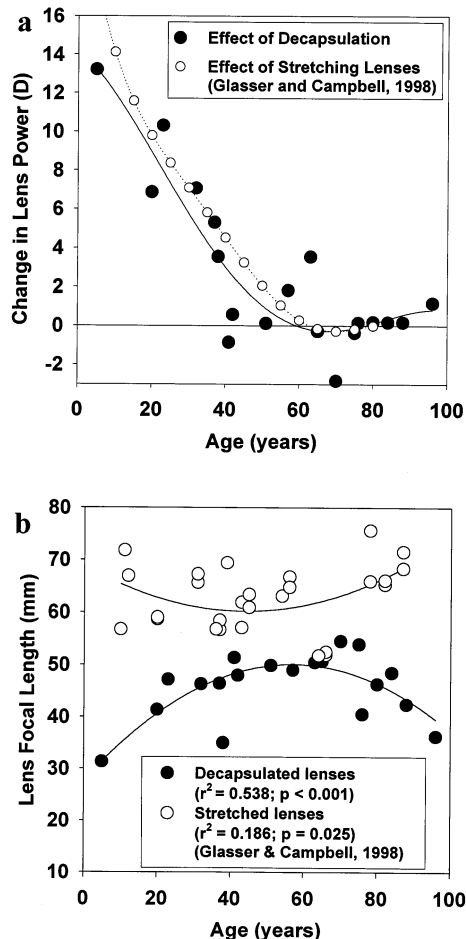 a
16
14
12
10
8
6
4
2
0
-2
Change in Lens Power (D)
Effect of Decapsulation
Effect of Stretching Lenses
(Glasser and Campbell, 1998)
0 20 40 60 80 100
Age (years)
b
80
70
60
50
40
30
20
10
Lens Focal Length (mm)
Decapsulated lenses
(r² = 0.538; p < 0.001)
Stretched lenses
(r² = 0.186; p = 0.025)
(Glasser & Campbell, 1998)
0 20 40 60 80 100
Age (years)